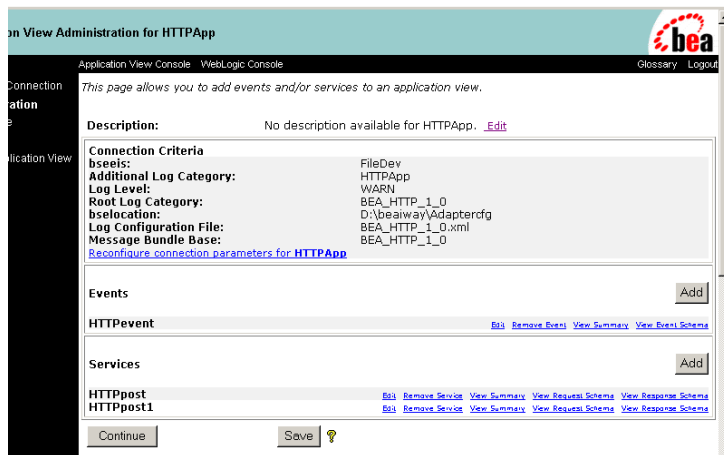 on View Administration for HTTPApp
bea
Application View Console WebLogic Console Glossary Logout
Connection
ration
e
plication View
This page allows you to add events and/or services to an application view.
Description: No description available for HTTPApp. Edit
Connection Criteria
bseeis: FileDev
Additional Log Category: HTTPApp
Log Level: WARN
Root Log Category: BEA_HTTP_1_0
bselocation: D:\beaiway\Adaptercfg
Log Configuration File: BEA_HTTP_1_0.xml
Message Bundle Base: BEA_HTTP_1_0
Reconfigure connection parameters for HTTPApp
Events Add
HTTPevent Edit Remove Event View Summary View Event Schema
Services Add
HTTPpost Edit Remove Service View Summary View Request Schema View Response Schema
HTTPpost1 Edit Remove Service View Summary View Request Schema View Response Schema
Continue Save ?